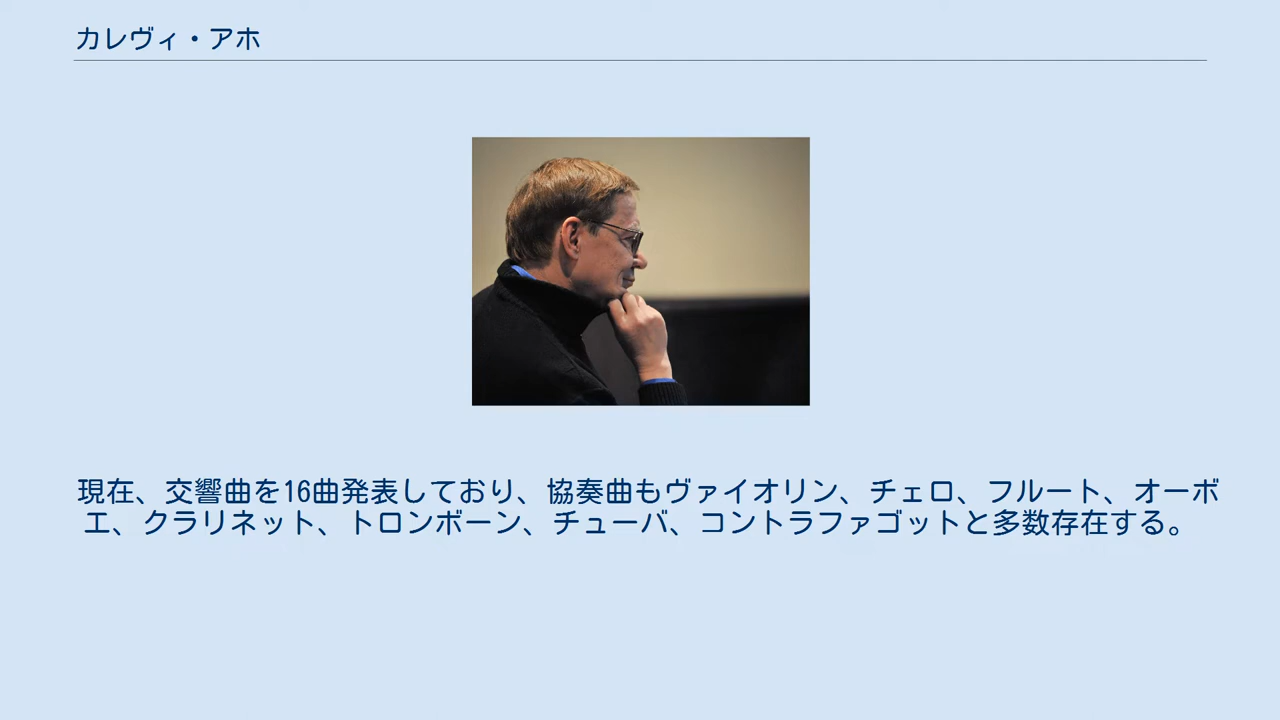 カレヴィ・アホ
現在、交響曲を16曲発表しており、協奏曲もヴァイオリン、チェロ、フルート、オーボ
エ、クラリネット、トロンボーン、チューバ、コントラファゴットと多数存在する。